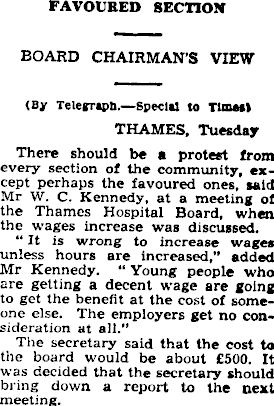 FAVOURED SECTION
BOARD CHAIRMAN'S VIEW
(By Telegraph.—Special to Times)
THAMES, Tuesday
There should be a protest from
every section of the community, ex-
cept perhaps the favoured ones, said
Mr W. C. Kennedy, at a meeting of
the Thames Hospital Board, when
the wages increase was discussed.
"It is wrong to increase wages
unless hours are increased," added
Mr Kennedy. "Young people who
are getting a decent wage are going
to get the benefit at the cost of some-
one else. The employers get no con-
sideration at all."
The secretary said that the cost to
the board would be about £500. It
was decided that the secretary should
bring down a report to the next
meeting.